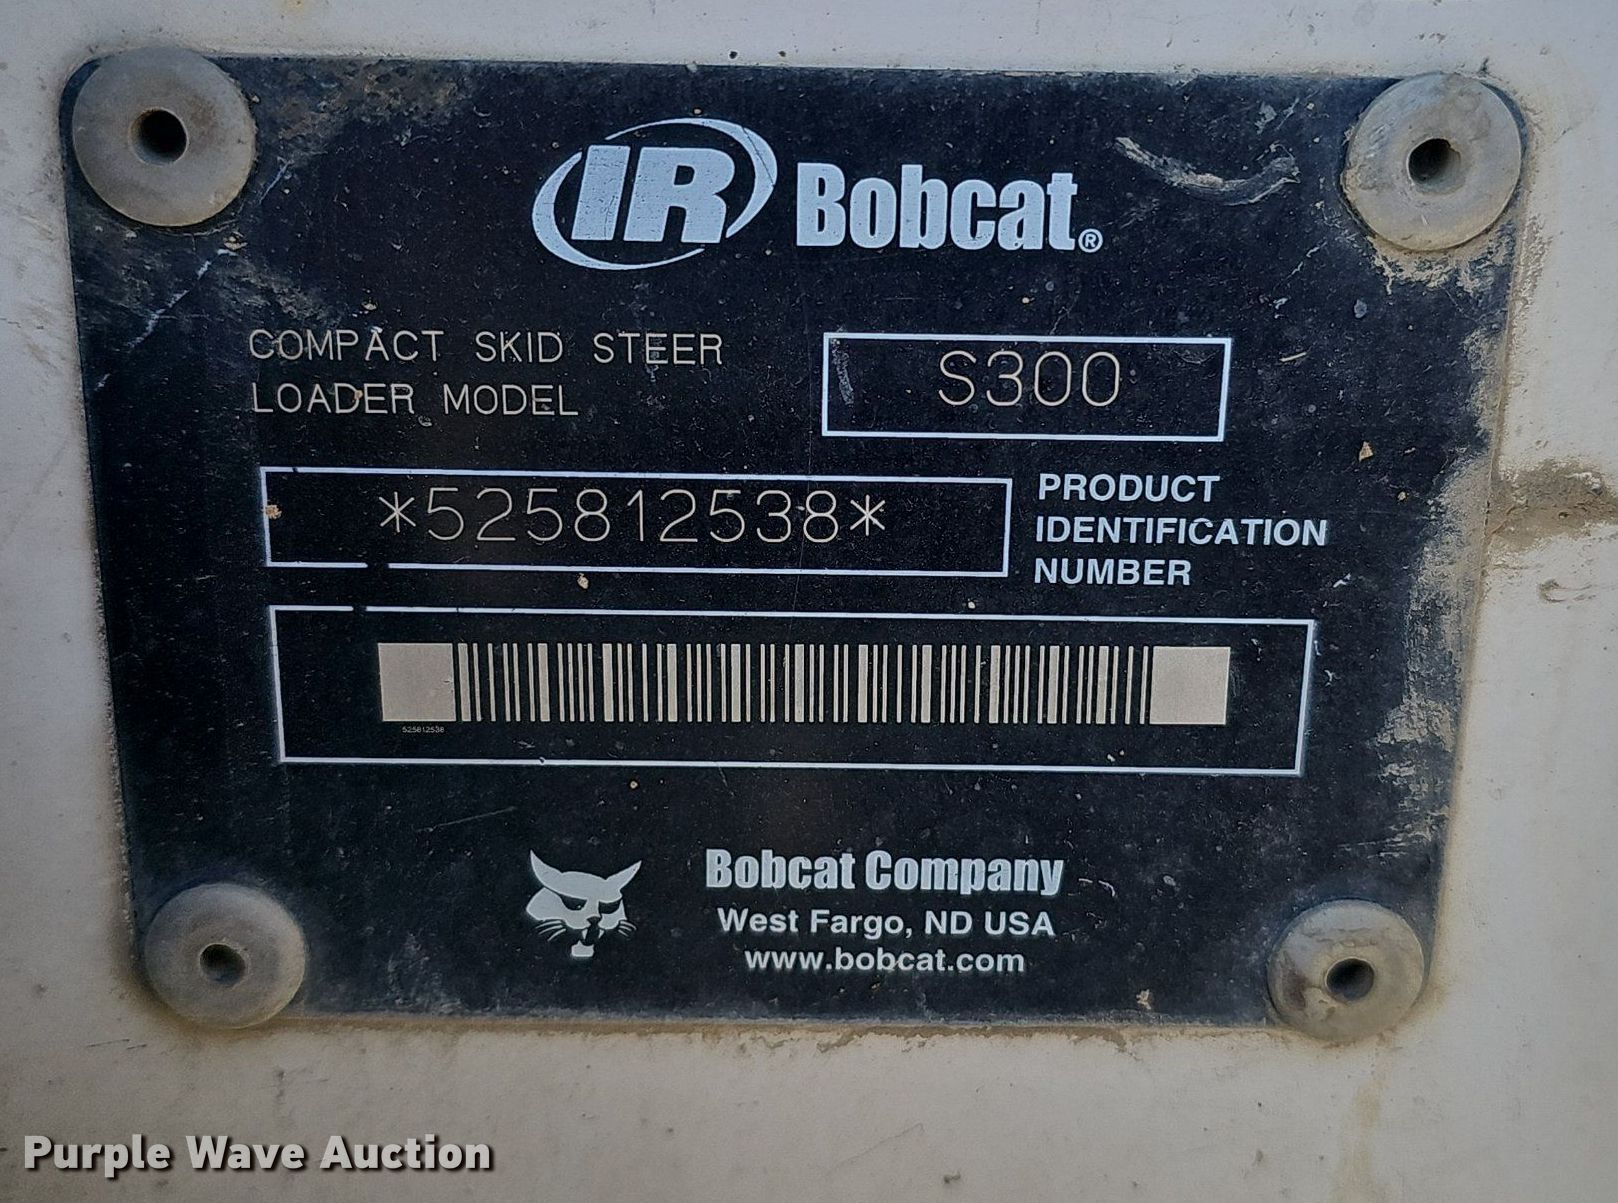 IR Bobcat®
COMPACT SKID STEER
LOADER MODEL
S300
*525812538*
PRODUCT
IDENTIFICATION
NUMBER
525812538
Bobcat Company
West Fargo, ND USA
www.bobcat.com
Purple Wave Auction